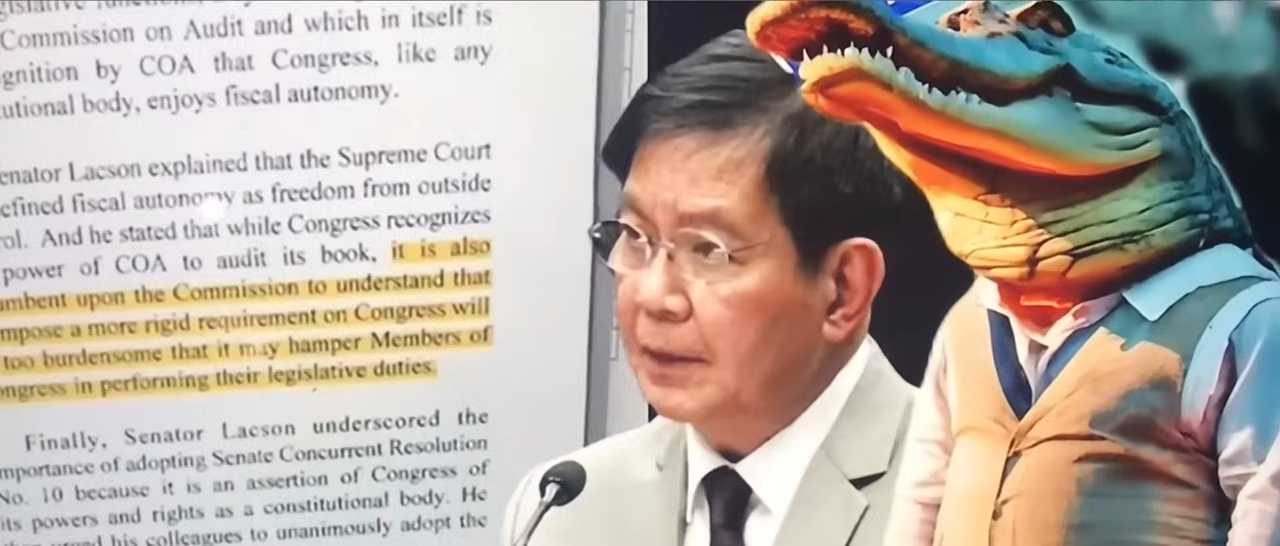 gislative functions,
Commission on Audit and which in itself is
gnition by COA that Congress, like any
utional body, enjoys fiscal autonomy.
enator Lacson explained that the Supreme Court
efined fiscal autonomy as freedom from outside
rol. And he stated that while Congress recognizes
power of COA to audit its book, it is also
mbent upon the Commission to understand that
mpose a more rigid requirement on Congress will
too burdensome that it may hamper Members of
ongress in performing their legislative duties.
Finally, Senator Lacson underscored the
mportance of adopting Senate Concurrent Resolution
No. 10 because it is an assertion of Congress of
its powers and rights as a constitutional body. He
his colleagues to unanimously adopt the